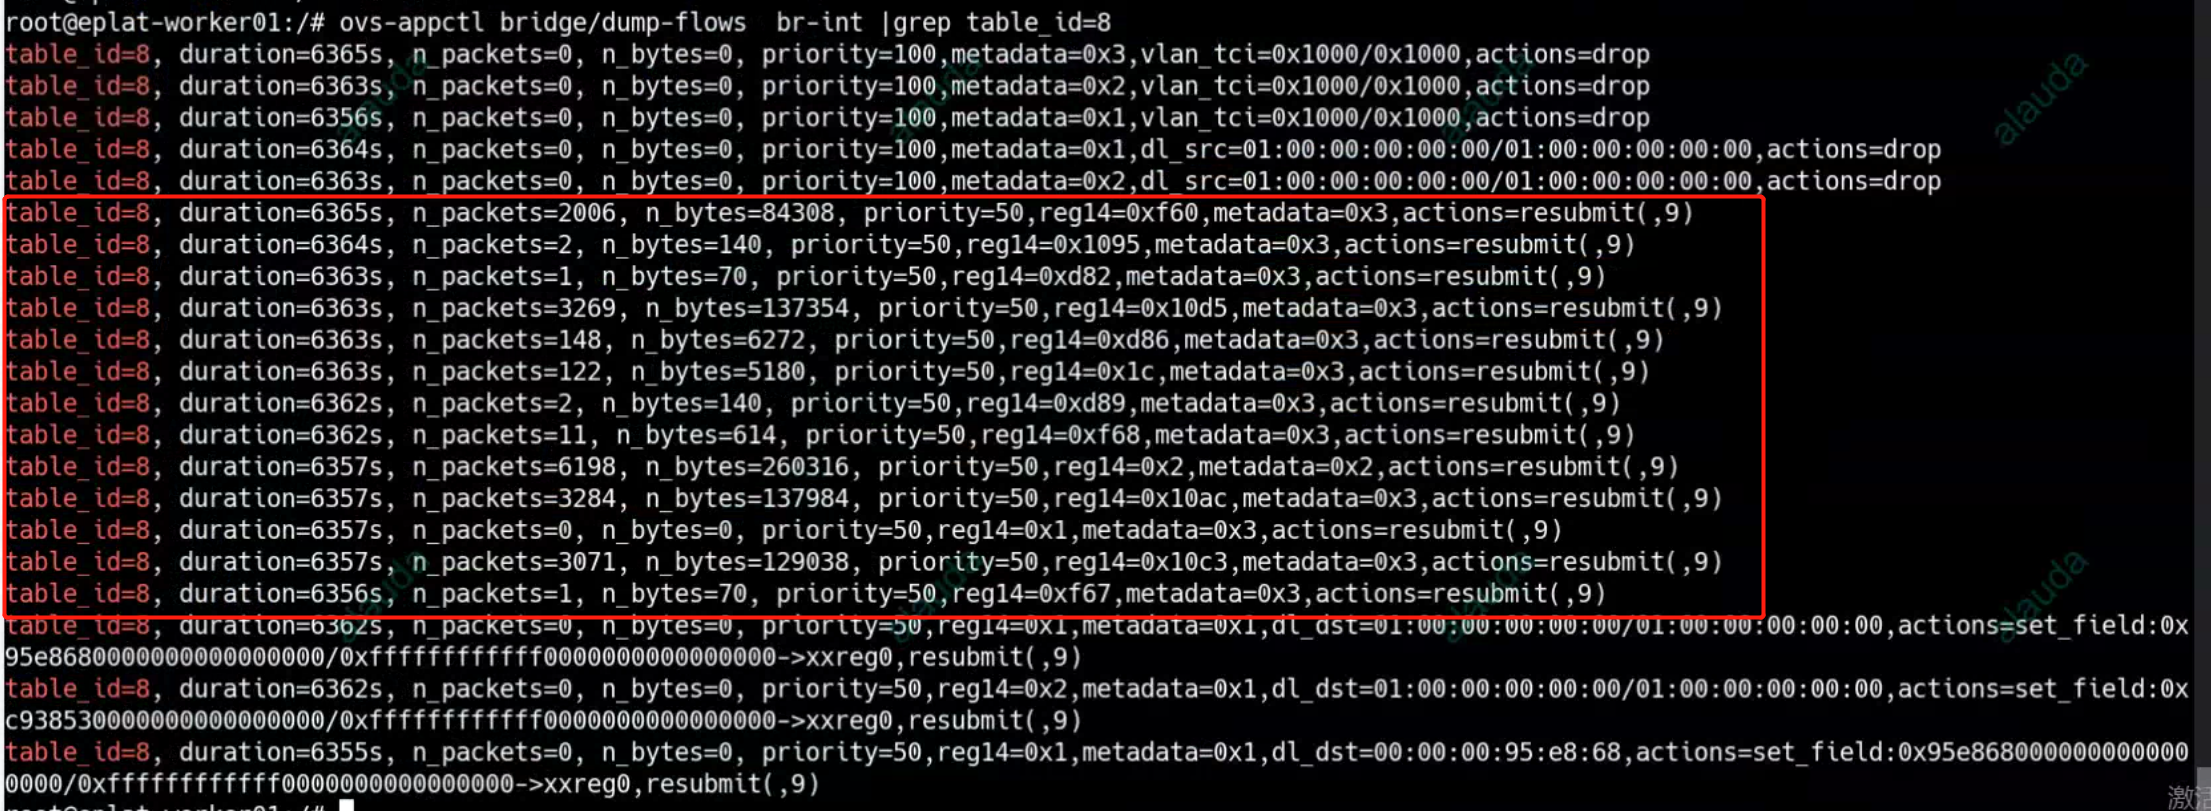 root@eplat-worker01:/# ovs-appctl bridge/dump-flows  br-int |grep table_id=8
table_id=8, duration=6365s, n_packets=0, n_bytes=0, priority=100,metadata=0x3,vlan_tci=0x1000/0x1000,actions=drop
table_id=8, duration=6363s, n_packets=0, n_bytes=0, priority=100,metadata=0x2,vlan_tci=0x1000/0x1000,actions=drop
table_id=8, duration=6356s, n_packets=0, n_bytes=0, priority=100,metadata=0x1,vlan_tci=0x1000/0x1000,actions=drop
table_id=8, duration=6364s, n_packets=0, n_bytes=0, priority=100,metadata=0x1,dl_src=01:00:00:00:00:00/01:00:00:00:00:00,actions=drop
table_id=8, duration=6363s, n_packets=0, n_bytes=0, priority=100,metadata=0x2,dl_src=01:00:00:00:00:00/01:00:00:00:00:00,actions=drop
table_id=8, duration=6365s, n_packets=2006, n_bytes=84308, priority=50,reg14=0xf60,metadata=0x3,actions=resubmit(,9)
table_id=8, duration=6364s, n_packets=2, n_bytes=140, priority=50,reg14=0x1095,metadata=0x3,actions=resubmit(,9)
table_id=8, duration=6363s, n_packets=1, n_bytes=70, priority=50,reg14=0xd82,metadata=0x3,actions=resubmit(,9)
table_id=8, duration=6363s, n_packets=3269, n_bytes=137354, priority=50,reg14=0x10d5,metadata=0x3,actions=resubmit(,9)
table_id=8, duration=6363s, n_packets=148, n_bytes=6272, priority=50,reg14=0xd86,metadata=0x3,actions=resubmit(,9)
table_id=8, duration=6363s, n_packets=122, n_bytes=5180, priority=50,reg14=0x1c,metadata=0x3,actions=resubmit(,9)
table_id=8, duration=6362s, n_packets=2, n_bytes=140, priority=50,reg14=0xd89,metadata=0x3,actions=resubmit(,9)
table_id=8, duration=6362s, n_packets=11, n_bytes=614, priority=50,reg14=0xf68,metadata=0x3,actions=resubmit(,9)
table_id=8, duration=6357s, n_packets=6198, n_bytes=260316, priority=50,reg14=0x2,metadata=0x2,actions=resubmit(,9)
table_id=8, duration=6357s, n_packets=3284, n_bytes=137984, priority=50,reg14=0x10ac,metadata=0x3,actions=resubmit(,9)
table_id=8, duration=6357s, n_packets=0, n_bytes=0, priority=50,reg14=0x1,metadata=0x3,actions=resubmit(,9)
table_id=8, duration=6357s, n_packets=3071, n_bytes=129038, priority=50,reg14=0x10c3,metadata=0x3,actions=resubmit(,9)
table_id=8, duration=6356s, n_packets=1, n_bytes=70, priority=50,reg14=0xf67,metadata=0x3,actions=resubmit(,9)
table_id=8, duration=6362s, n_packets=0, n_bytes=0, priority=50,reg14=0x1,metadata=0x1,dl_dst=01:00:00:00:00:00/01:00:00:00:00:00,actions=set_field:0x
95e8680000000000000000/0xffffffffffff0000000000000000->xxreg0,resubmit(,9)
table_id=8, duration=6362s, n_packets=0, n_bytes=0, priority=50,reg14=0x2,metadata=0x1,dl_dst=01:00:00:00:00:00/01:00:00:00:00:00,actions=set_field:0x
c938530000000000000000/0xffffffffffff0000000000000000->xxreg0,resubmit(,9)
table_id=8, duration=6355s, n_packets=0, n_bytes=0, priority=50,reg14=0x1,metadata=0x1,dl_dst=00:00:00:95:e8:68,actions=set_field:0x95e868000000000000
0000/0xffffffffffff0000000000000000->xxreg0,resubmit(,9)
root@eplat-worker01:/#
alauda
alauda
alauda
alauda
alauda
alauda
alauda
alauda